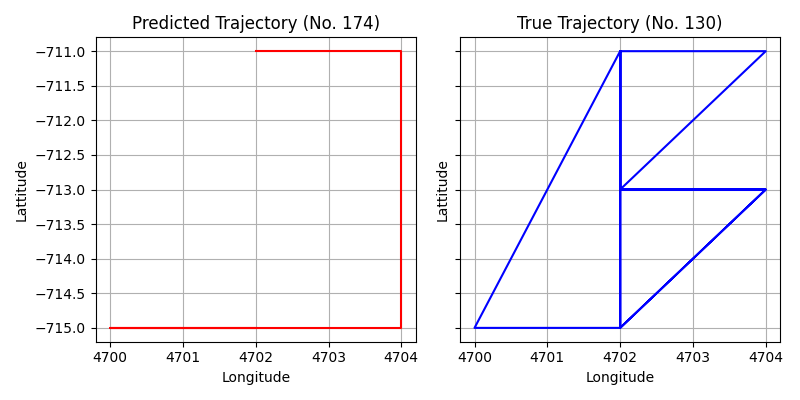 Predicted Trajectory (No. 174)
True Trajectory (No. 130)
−711.0
−711.5
−712.0
−712.5
−713.0
−713.5
−714.0
−714.5
−715.0
Lattitude
Lattitude
4700 4701 4702 4703 4704
4700 4701 4702 4703 4704
Longitude
Longitude